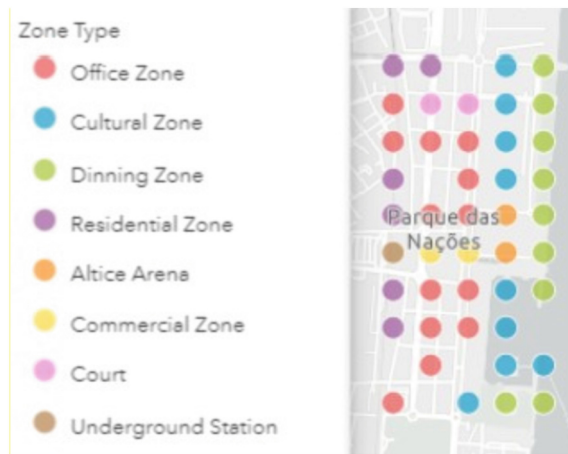 Zone Type
Office Zone
Cultural Zone
Dinning Zone
Residential Zone
Altice Arena
Commercial Zone
Court
Underground Station
Parque das
Nações